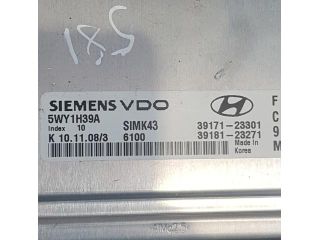 185
SIEMENS VDO
5WY1H39A
Index 10 SIMK43 39171-23301
K 10.11.08/3 6100 39181-23271
Made in
Korea
F
C
9
M